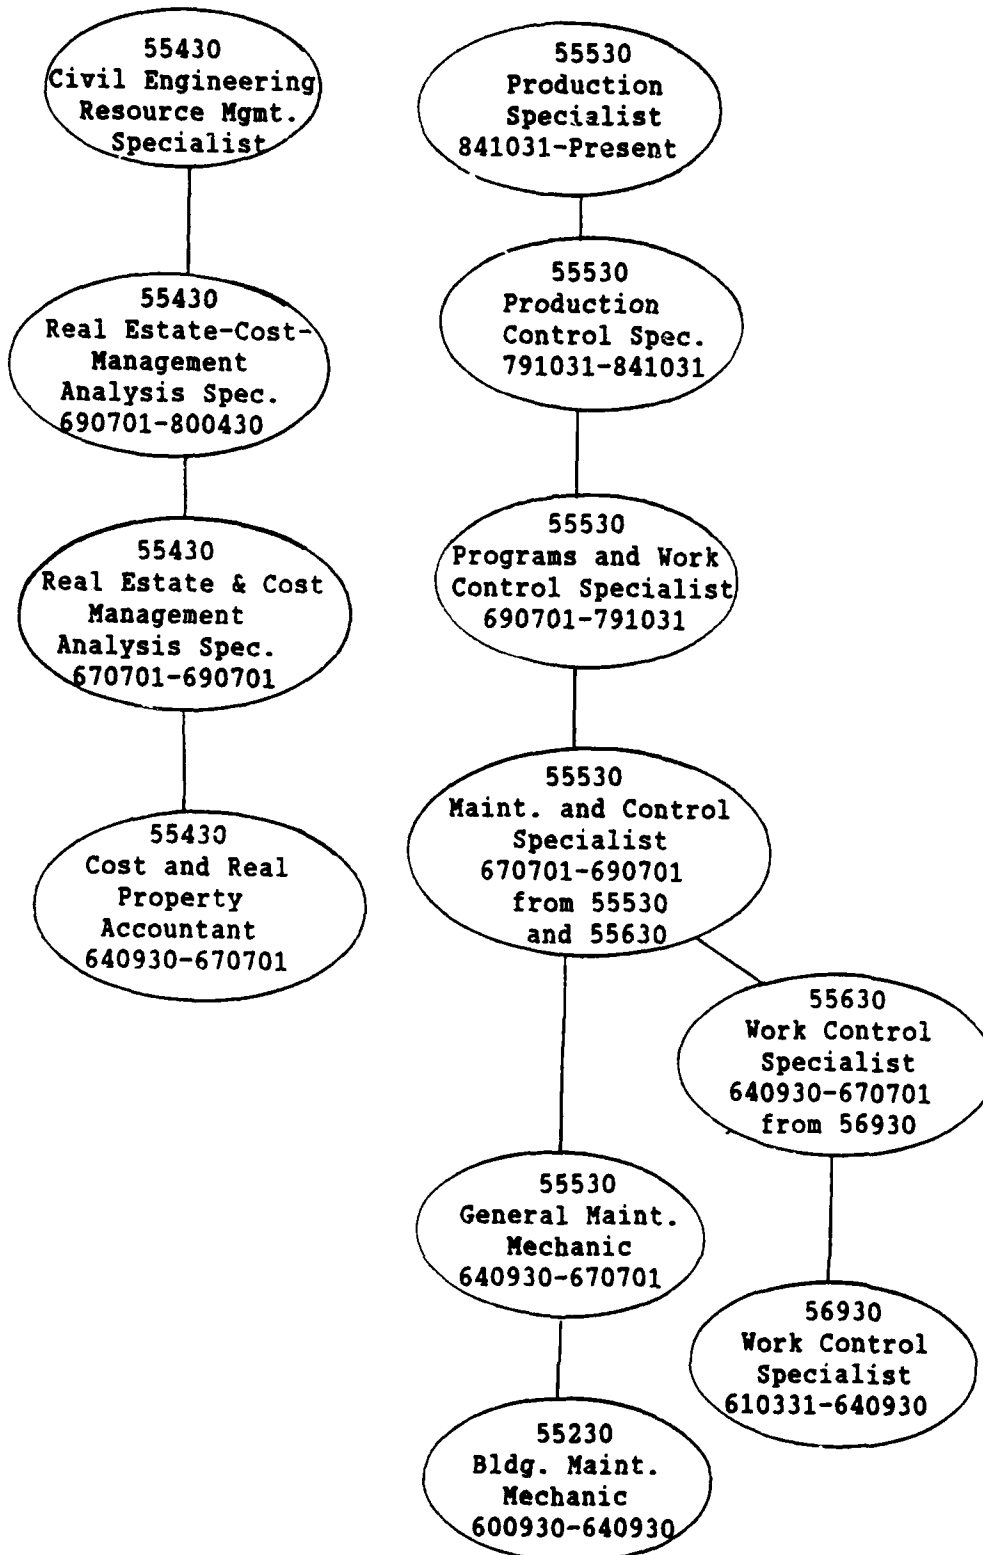 55430
Civil Engineering
Resource Mgmt.
Specialist
55430
Real Estate-Cost-
Management
Analysis Spec.
690701-800430
55430
Real Estate & Cost
Management
Analysis Spec.
670701-690701
55430
Cost and Real
Property
Accountant
640930-670701
55530
Production
Specialist
841031-Present
55530
Production
Control Spec.
791031-841031
55530
Programs and Work
Control Specialist
690701-791031
55530
Maint. and Control
Specialist
670701-690701
from 55530
and 55630
55630
Work Control
Specialist
640930-670701
from 56930
55530
General Maint.
Mechanic
640930-670701
56930
Work Control
Specialist
610331-640930
55230
Bldg. Maint.
Mechanic
600930-640930